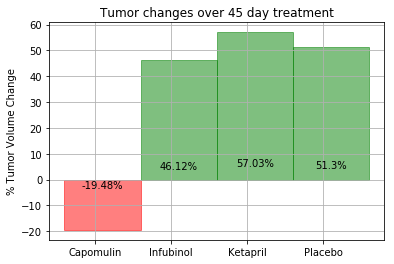 Tumor changes over 45 day treatment
% Tumor Volume Change
60
50
40
30
20
10
0
−10
−20
-19.48%
46.12%
57.03%
51.3%
Capomulin
Infubinol
Ketapril
Placebo